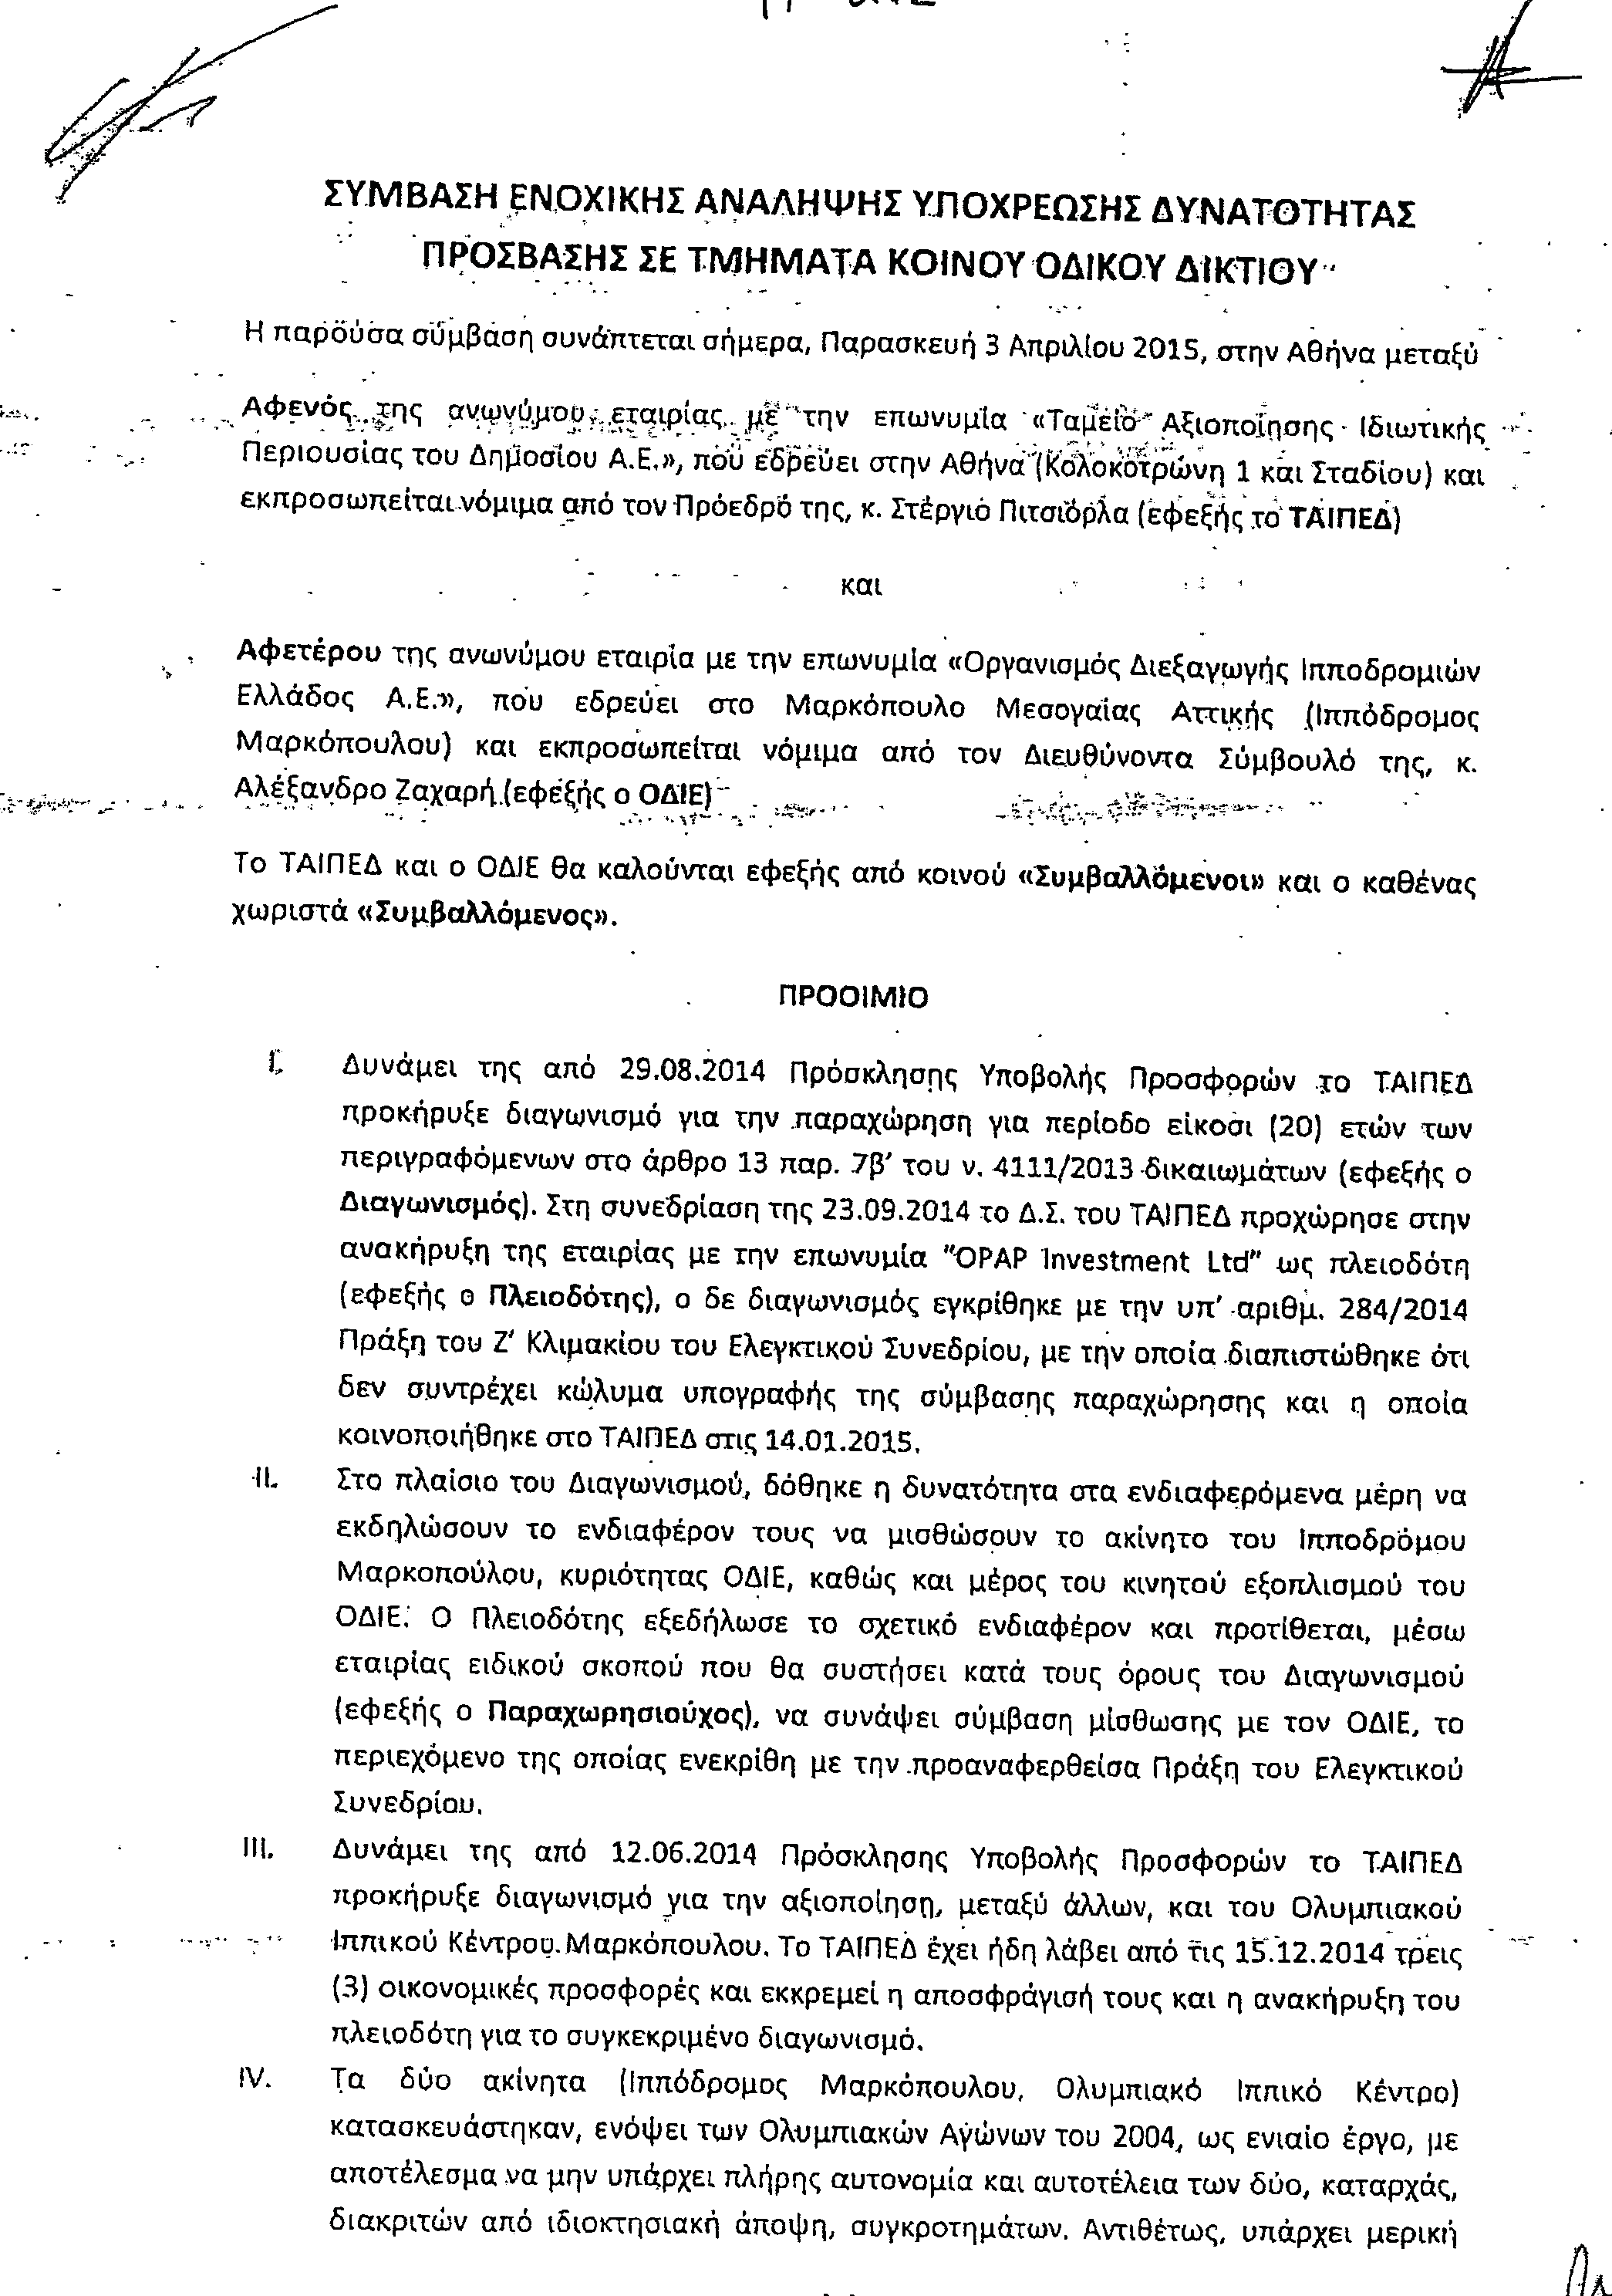 ΣΥΜΒΑΣΗ ΕΝΟΧΙΚΗΣ ΑΝΑΛΗΨΗΣ ΥΠΟΧΡΕΩΣΗΣ ΔΥΝΑΤΟΤΗΤΑΣ
ΠΡΟΣΒΑΣΗΣ ΣΕ ΤΜΗΜΑΤΑ ΚΟΙΝΟΥ ΟΔΙΚΟΥ ΔΙΚΤΙΟΥ
Η παρούσα σύμβαση συνάπτεται σήμερα, Παρασκευή 3 Απριλίου 2015, στην Αθήνα μεταξύ
Αφενός της ανωνύμου εταιρίας με την επωνυμία «Ταμείο Αξιοποίησης Ιδιωτικής
Περιουσίας του Δημοσίου Α.Ε.», που εδρεύει στην Αθήνα (Κολοκοτρώνη 1 και Σταδίου) και
εκπροσωπείται νόμιμα από τον Πρόεδρό της, κ. Στέργιο Πιτσιόρλα (εφεξής το ΤΑΙΠΕΔ)
και
Αφετέρου της ανωνύμου εταιρία με την επωνυμία «Οργανισμός Διεξαγωγής Ιπποδρομιών
Ελλάδος Α.Ε.», που εδρεύει στο Μαρκόπουλο Μεσογαίας Αττικής (Ιππόδρομος
Μαρκόπουλου) και εκπροσωπείται νόμιμα από τον Διευθύνοντα Σύμβουλό της, κ.
Αλέξανδρο Ζαχαρή (εφεξής ο ΟΔΙΕ)
Το ΤΑΙΠΕΔ και ο ΟΔΙΕ θα καλούνται εφεξής από κοινού «Συμβαλλόμενοι» και ο καθένας
χωριστά «Συμβαλλόμενος».
ΠΡΟΟΙΜΙΟ
I. Δυνάμει της από 29.08.2014 Πρόσκλησης Υποβολής Προσφορών το ΤΑΙΠΕΔ
προκήρυξε διαγωνισμό για την παραχώρηση για περίοδο είκοσι (20) ετών των
περιγραφόμενων στο άρθρο 13 παρ. 7β' του ν. 4111/2013 δικαιωμάτων (εφεξής ο
Διαγωνισμός). Στη συνεδρίαση της 23.09.2014 το Δ.Σ. του ΤΑΙΠΕΔ προχώρησε στην
ανακήρυξη της εταιρίας με την επωνυμία "OPAP Investment Ltd" ως πλειοδότη
(εφεξής ο Πλειοδότης), ο δε διαγωνισμός εγκρίθηκε με την υπ' αριθμ. 284/2014
Πράξη του Ζ' Κλιμακίου του Ελεγκτικού Συνεδρίου, με την οποία διαπιστώθηκε ότι
δεν συντρέχει κώλυμα υπογραφής της σύμβασης παραχώρησης και η οποία
κοινοποιήθηκε στο ΤΑΙΠΕΔ στις 14.01.2015.
II. Στο πλαίσιο του Διαγωνισμού, δόθηκε η δυνατότητα στα ενδιαφερόμενα μέρη να
εκδηλώσουν το ενδιαφέρον τους να μισθώσουν το ακίνητο του Ιπποδρόμου
Μαρκοπούλου, κυριότητας ΟΔΙΕ, καθώς και μέρος του κινητού εξοπλισμού του
ΟΔΙΕ. Ο Πλειοδότης εξεδήλωσε το σχετικό ενδιαφέρον και προτίθεται, μέσω
εταιρίας ειδικού σκοπού που θα συστήσει κατά τους όρους του Διαγωνισμού
(εφεξής ο Παραχωρησιούχος), να συνάψει σύμβαση μίσθωσης με τον ΟΔΙΕ, το
περιεχόμενο της οποίας ενεκρίθη με την προαναφερθείσα Πράξη του Ελεγκτικού
Συνεδρίου.
III. Δυνάμει της από 12.06.2014 Πρόσκλησης Υποβολής Προσφορών το ΤΑΙΠΕΔ
προκήρυξε διαγωνισμό για την αξιοποίηση, μεταξύ άλλων, και του Ολυμπιακού
Ιππικού Κέντρου Μαρκόπουλου. Το ΤΑΙΠΕΔ έχει ήδη λάβει από τις 15.12.2014 τρεις
(3) οικονομικές προσφορές και εκκρεμεί η αποσφράγισή τους και η ανακήρυξη του
πλειοδότη για το συγκεκριμένο διαγωνισμό.
IV. Τα δύο ακίνητα (Ιππόδρομος Μαρκόπουλου, Ολυμπιακό Ιππικό Κέντρο)
κατασκευάστηκαν, ενόψει των Ολυμπιακών Αγώνων του 2004, ως ενιαίο έργο, με
αποτέλεσμα να μην υπάρχει πλήρης αυτονομία και αυτοτέλεια των δύο, καταρχάς,
διακριτών από ιδιοκτησιακή άποψη, συγκροτημάτων. Αντιθέτως, υπάρχει μερική